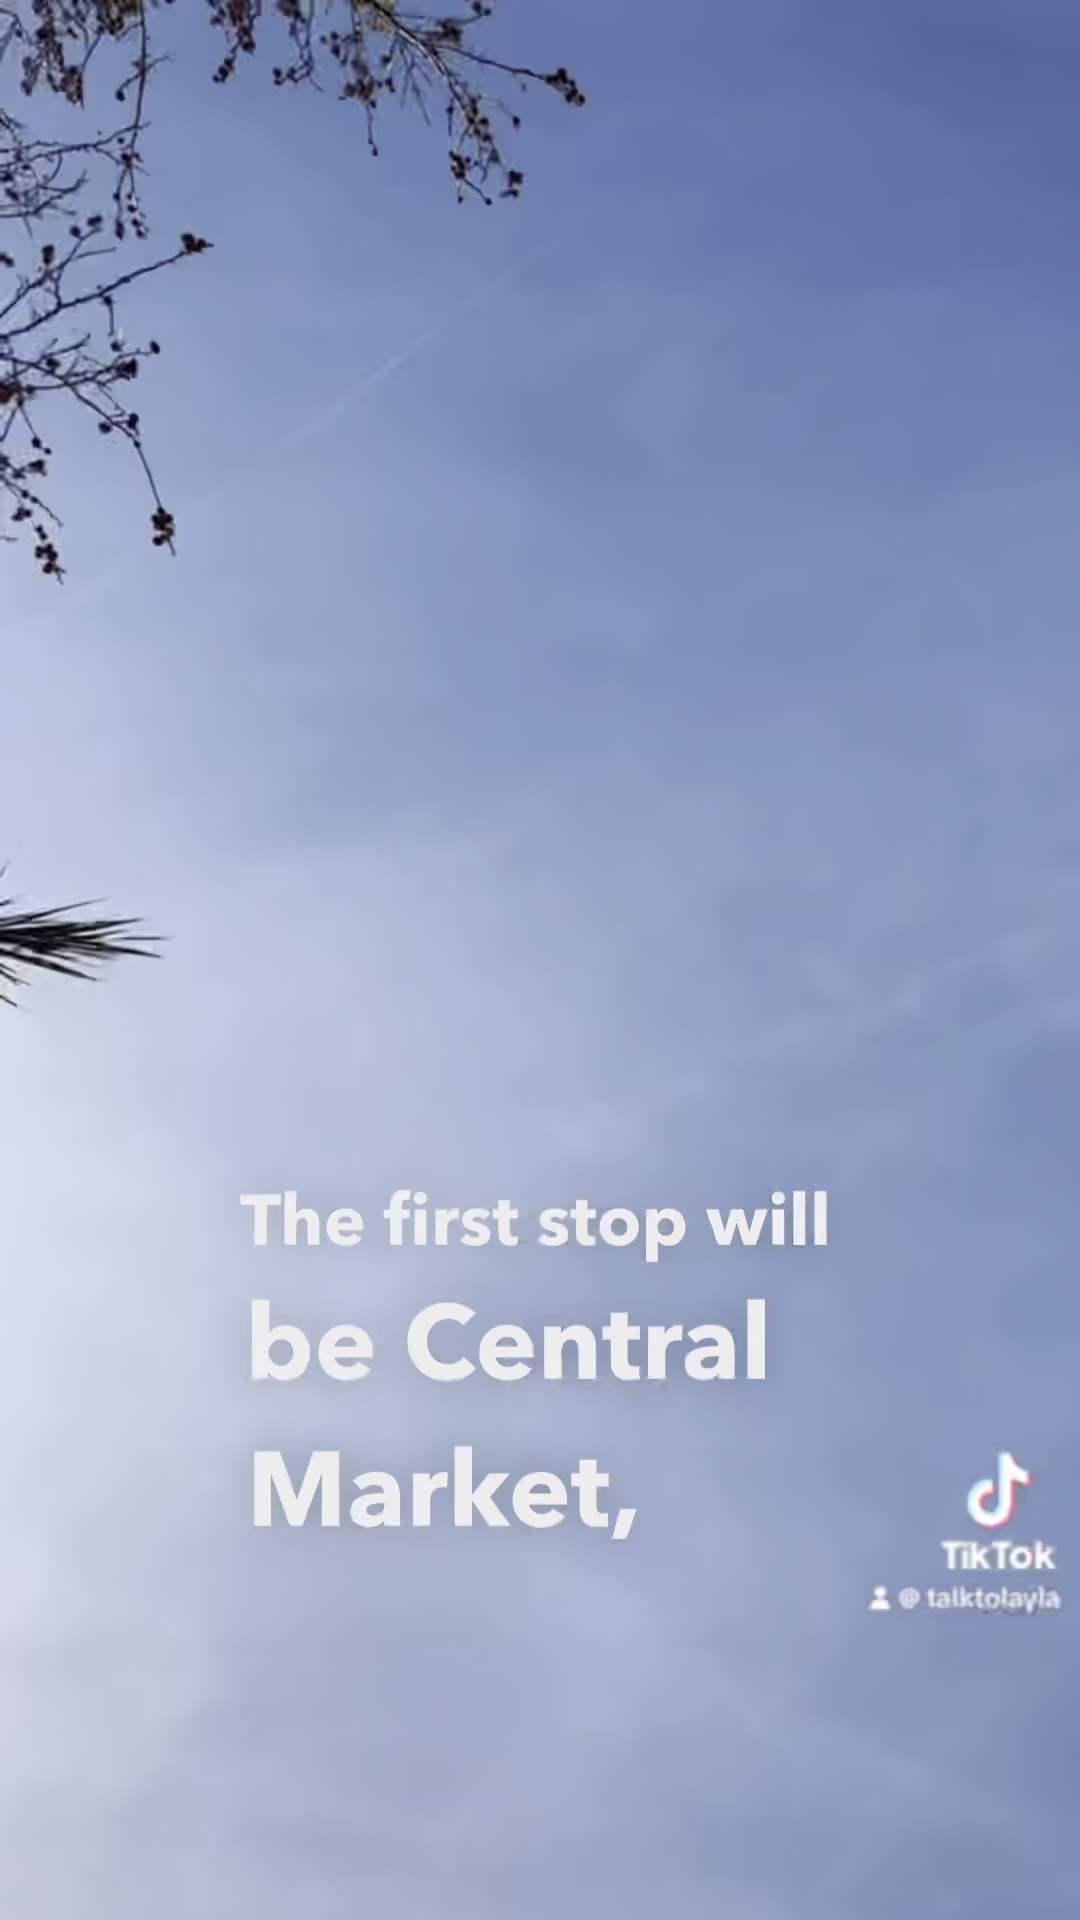 The first stop will
be Central
Market,
TikTok
@ talktolayla